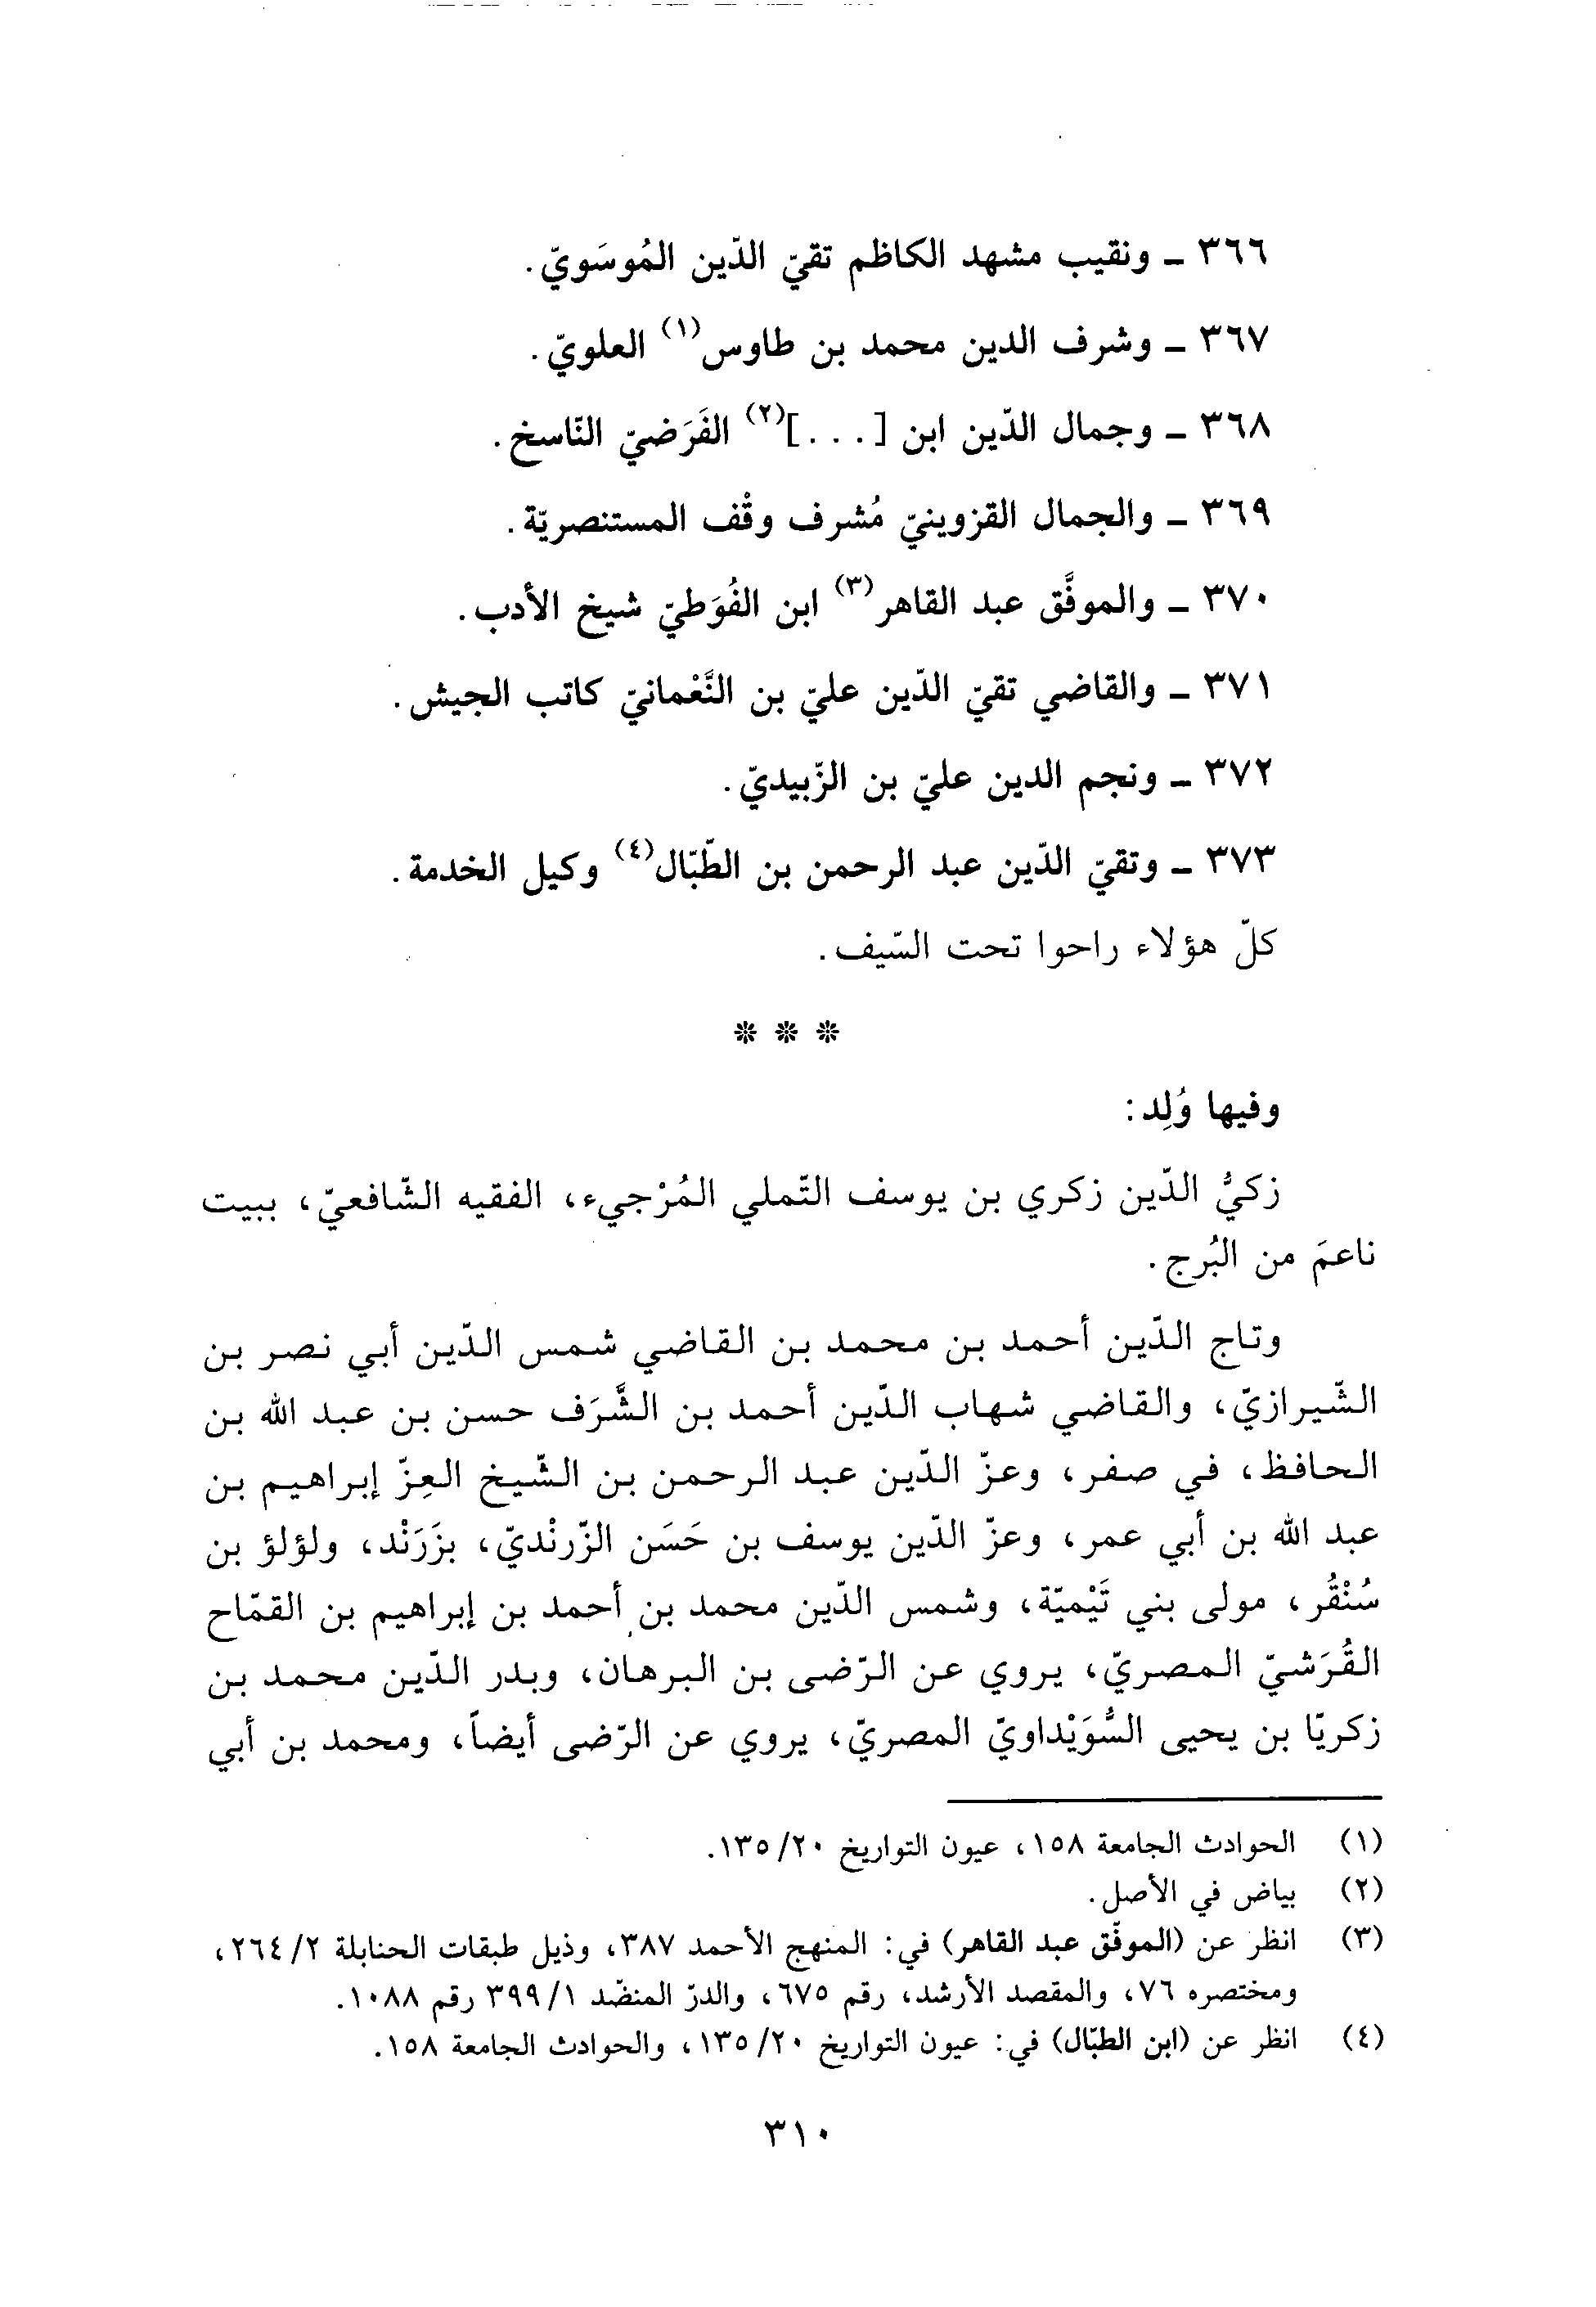 ٣٦٦ ـ ونقيب مشهد الكاظم تقيّ الدّين المُوسَويّ.
٣٦٧ ـ وشرف الدين محمد بن طاوس(١) العلويّ.
٣٦٨ ـ وجمال الدّين ابن [. . .](٢) الفَرَضيّ النّاسخ.
٣٦٩ ـ والجمال القزوينيّ مُشرف وقْف المستنصريّة.
٣٧٠ ـ والموفَّق عبد القاهر(٣) ابن الفُوَطيّ شيخ الأدب.
٣٧١ ـ والقاضي تقيّ الدّين عليّ بن النَّعْمانيّ كاتب الجيش.
٣٧٢ ـ ونجم الدين عليّ بن الزّبيديّ.
٣٧٣ ـ وتقيّ الدّين عبد الرحمن بن الطّبّال(٤) وكيل الخدمة.
كلّ هؤلاء راحوا تحت السّيف.
* * *
وفيها وُلِد:
زكيُّ الدّين زكري بن يوسف التّملي المُرْجيء، الفقيه الشّافعيّ، ببيت
ناعمَ من البُرج.
وتاج الدّين أحمد بن محمد بن القاضي شمس الدّين أبي نصر بن
الشّيرازيّ، والقاضي شهاب الدّين أحمد بن الشَّرَف حسن بن عبد الله بن
الحافظ، في صفر، وعزّ الدّين عبد الرحمن بن الشّيخ العِزّ إبراهيم بن
عبد الله بن أبي عمر، وعزّ الدّين يوسف بن حَسَن الزّرنْديّ، بزَرَنْد، ولؤلؤ بن
سُنْقُر، مولى بني تَيْميّة، وشمس الدّين محمد بن أحمد بن إبراهيم بن القمّاح
القُرَشيّ المصريّ، يروي عن الرّضى بن البرهان، وبدر الدّين محمد بن
زكريّا بن يحيى السُّوَيْداويّ المصريّ، يروي عن الرّضى أيضاً، ومحمد بن أبي
(١) الحوادث الجامعة ١٥٨، عيون التواريخ ٢٠/ ١٣٥.
(٢) بياض في الأصل.
(٣) انظر عن (الموفّق عبد القاهر) في: المنهج الأحمد ٣٨٧، وذيل طبقات الحنابلة ٢/ ٢٦٤،
ومختصره ٧٦، والمقصد الأرشد، رقم ٦٧٥، والدرّ المنضّد ١/ ٣٩٩ رقم ١٠٨٨.
(٤) انظر عن (ابن الطبّال) في: عيون التواريخ ٢٠/ ١٣٥، والحوادث الجامعة ١٥٨.
٣١٠